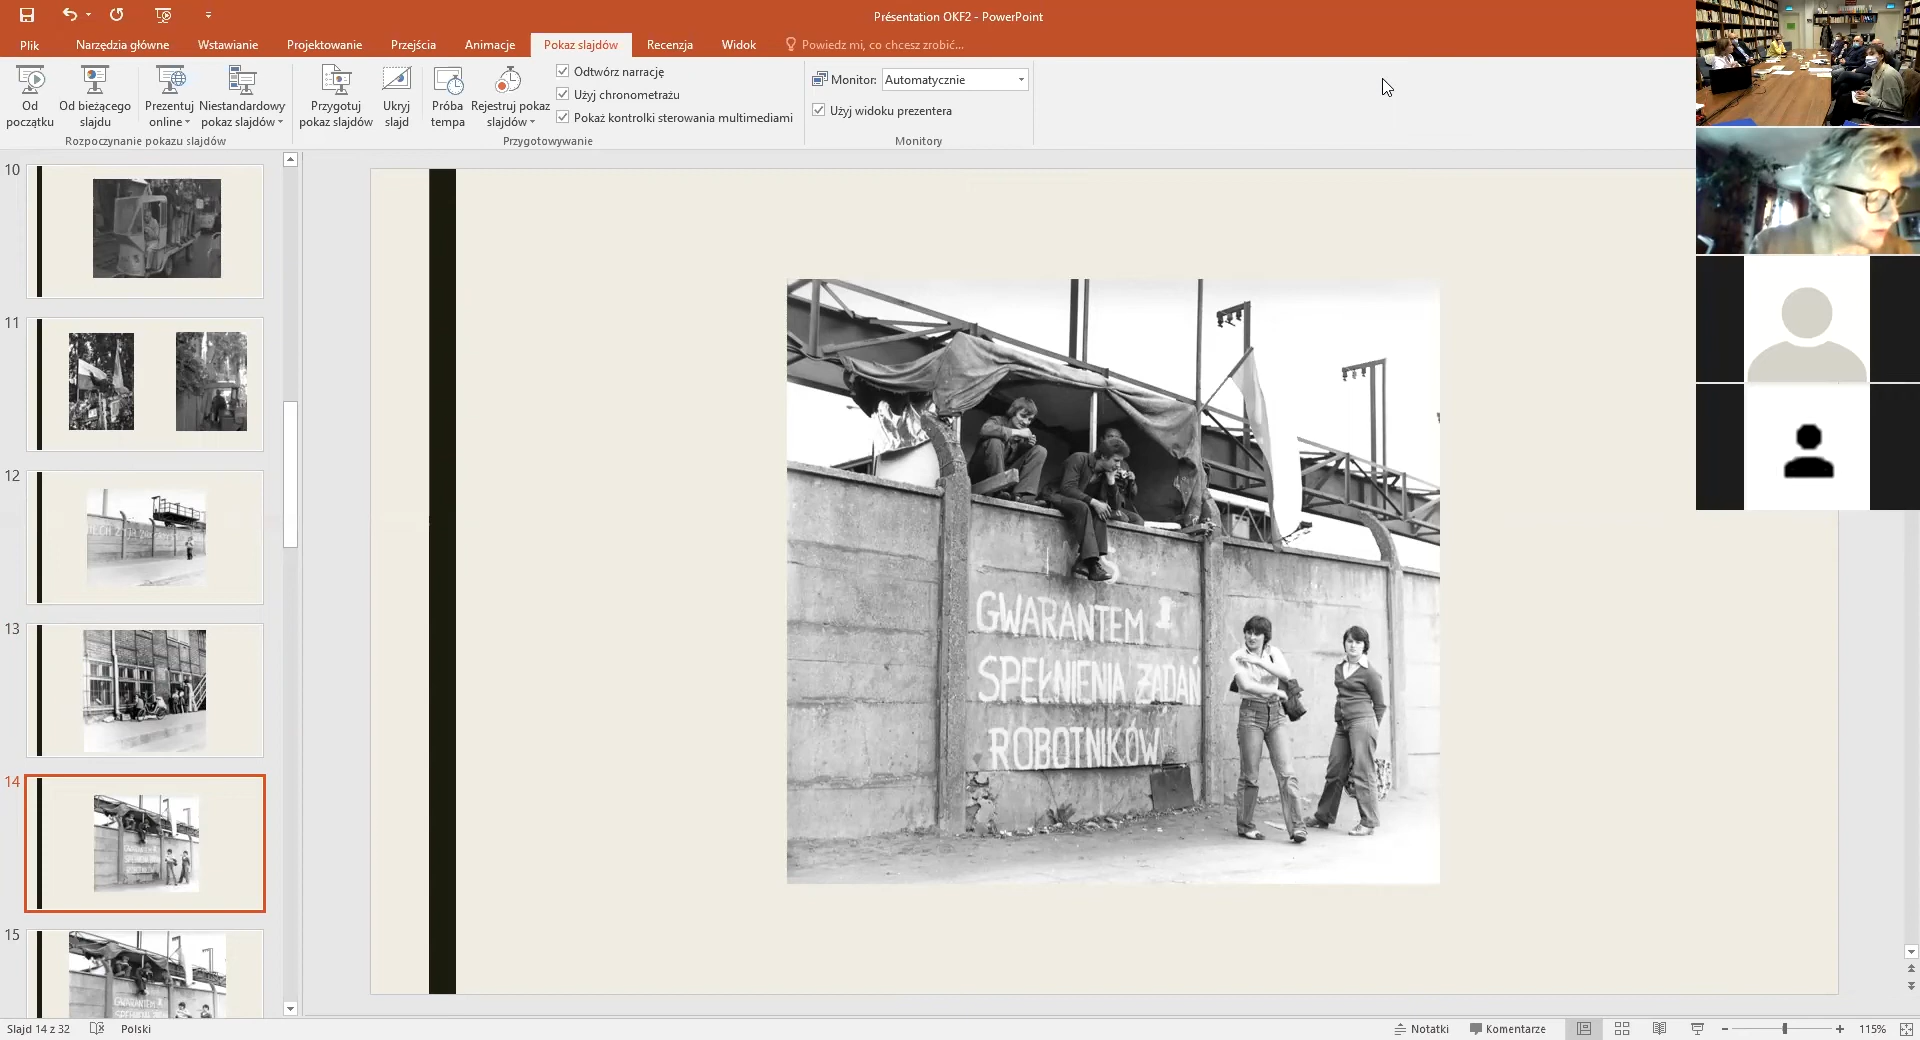 Présentation OKF2 - PowerPoint
Plik Narzędzia główne Wstawianie Projektowanie Przejścia Animacje Pokaz slajdów Recenzja Widok Powiedz mi, co chcesz zrobić...
Od początku
Od bieżącego slajdu
Prezentuj online
Niestandardowy pokaz slajdów
Rozpoczynanie pokazu slajdów
Przygotuj pokaz slajdów
Ukryj slajd
Próba tempa
Rejestruj pokaz slajdów
Odtwórz narrację
Użyj chronometrażu
Pokaż kontrolki sterowania multimediami
Przygotowywanie
Monitor: Automatycznie
Użyj widoku prezentera
Monitory
10
11
12
13
14
15
GWARANTEM
SPEŁNIENIA ŻĄDAŃ
ROBOTNIKÓW
Slajd 14 z 32 Polski
Notatki Komentarze 115%